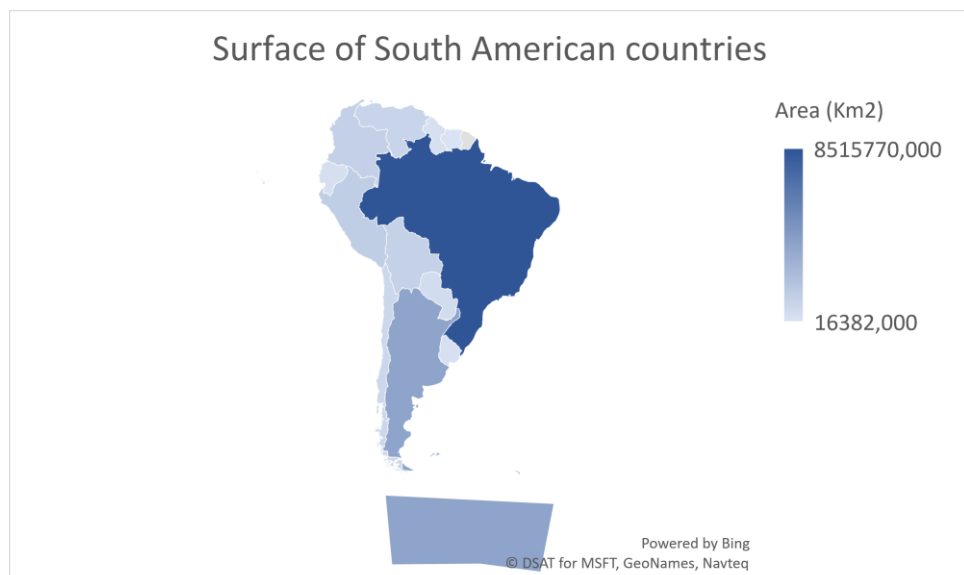 Surface of South American countries
Area (Km2)
8515770,000
16382,000
Powered by Bing
© DSAT for MSFT, GeoNames, Navteq